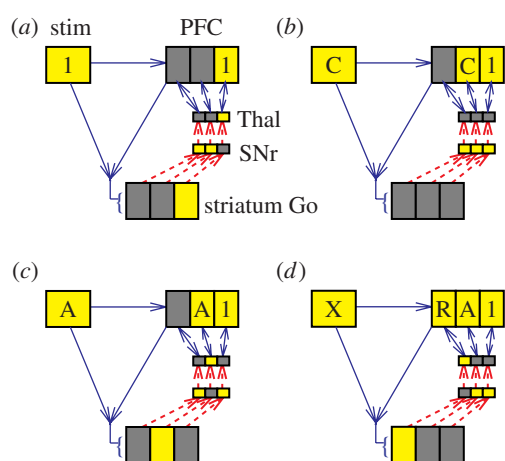 (a) stim PFC
1 1
Thal
SNr
striatum Go
(b)
C C 1
(c)
A A 1
(d)
X R A 1